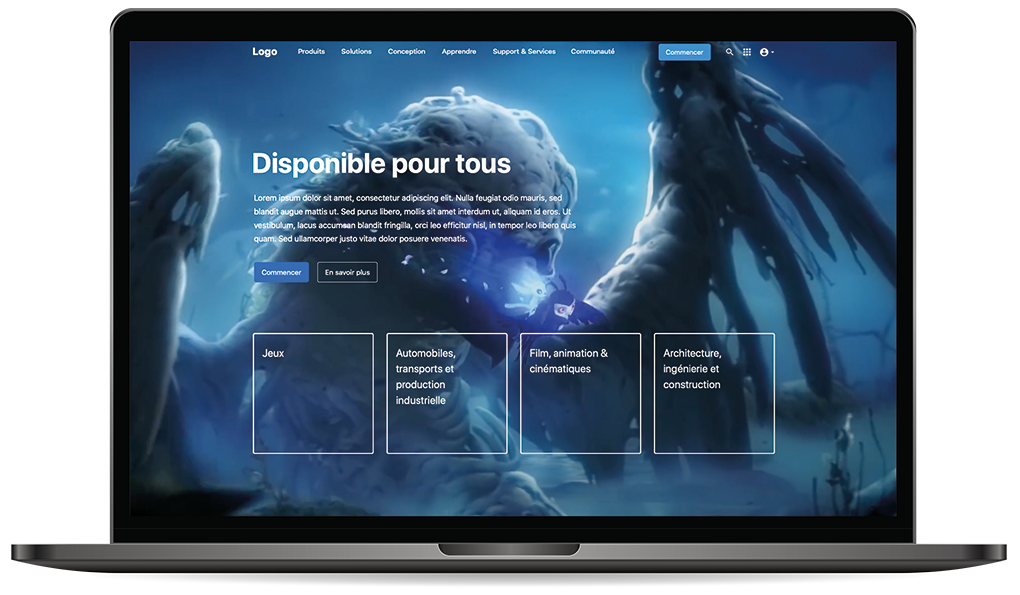 Logo Produits Solutions Conception Apprendre Support & Services Communauté Commencer
Disponible pour tous
Lorem ipsum dolor sit amet, consectetur adipiscing elit. Nulla feugiat odio mauris, sed
blandit augue mattis ut. Sed purus libero, mollis sit amet interdum ut, aliquam id eros. Ut
vestibulum, lacus accumsan blandit fringilla, orci leo efficitur nisl, in tempor leo libero quis
quam. Sed ullamcorper justo vitae dolor posuere venenatis.
Commencer En savoir plus
Jeux
Automobiles,
transports et
production
industrielle
Film, animation &
cinématiques
Architecture,
ingénierie et
construction